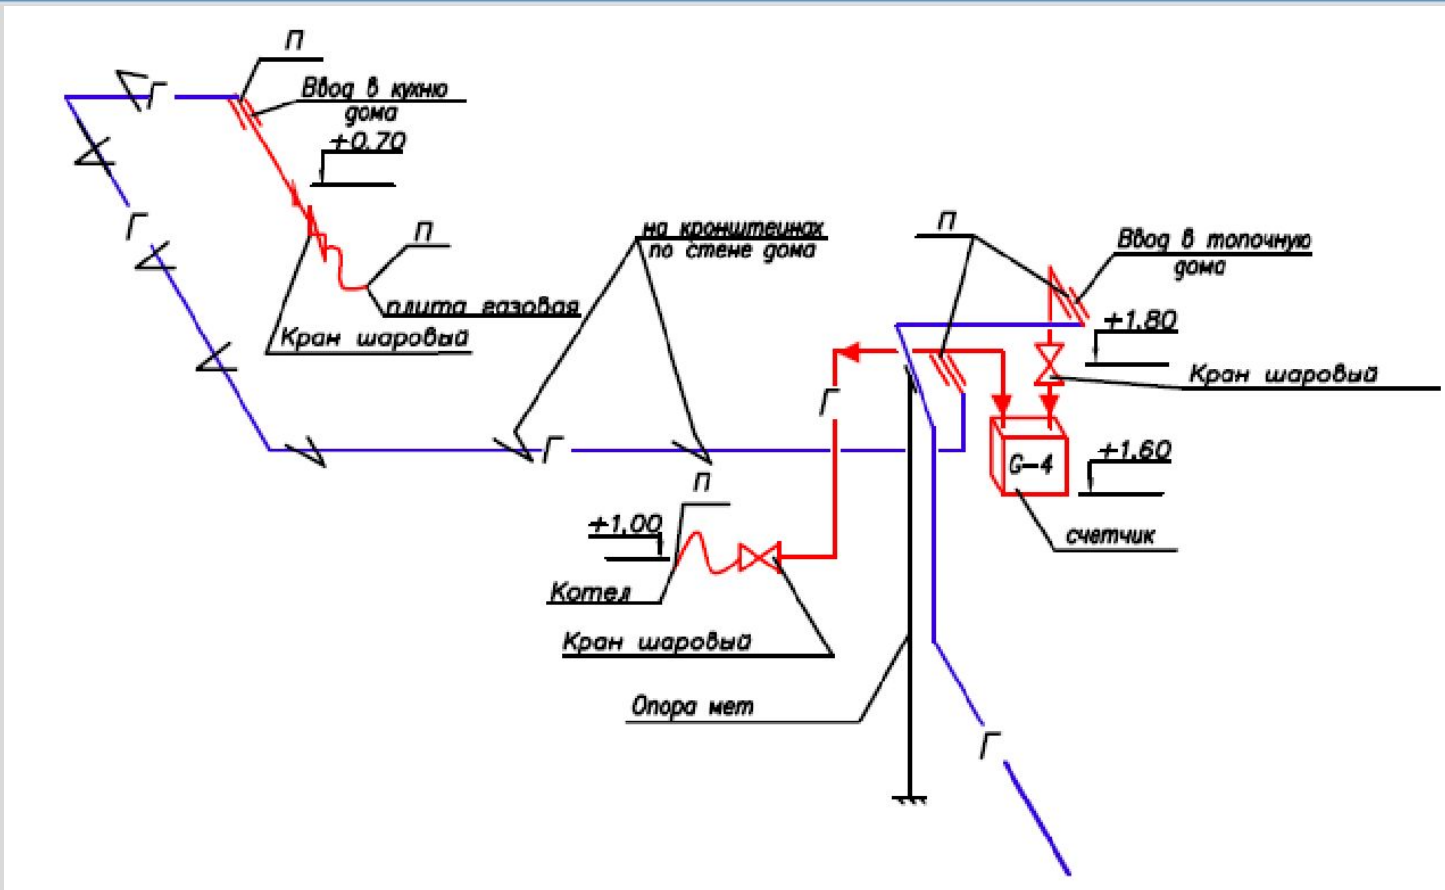 П
Ввод в кухню
дома
+0.70
Г
Г
П
на кронштеинах
по стене дома
П
Ввод в топочную
дома
плита газовая
Кран шаровый
+1.80
Кран шаровый
Г
Г
G-4
+1.60
П
+1,00
счетчик
Котел
Кран шаровый
Опора мет
Г